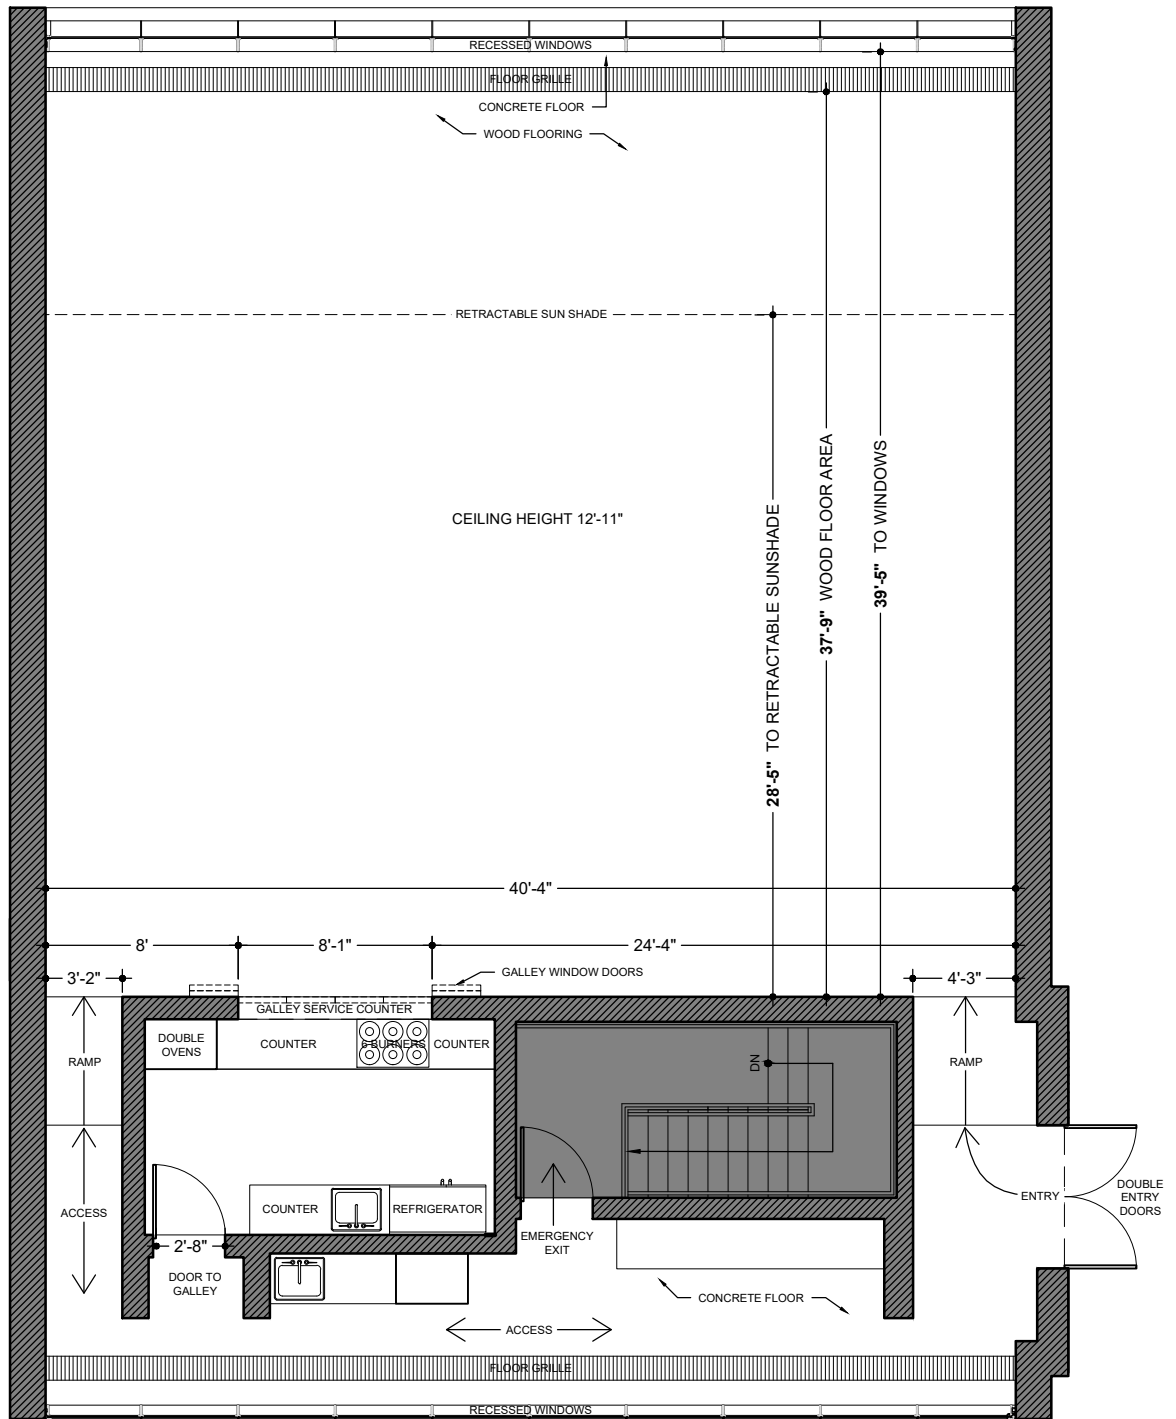 RECESSED WINDOWS
FLOOR GRILLE
CONCRETE FLOOR
WOOD FLOORING
RETRACTABLE SUN SHADE
CEILING HEIGHT 12'-11"
28'-5" TO RETRACTABLE SUNSHADE
37'-9" WOOD FLOOR AREA
39'-5" TO WINDOWS
40'-4"
8'
8'-1"
24'-4"
3'-2"
GALLEY WINDOW DOORS
4'-3"
GALLEY SERVICE COUNTER
DOUBLE
OVENS
COUNTER
6 BURNERS
COUNTER
RAMP
DN
RAMP
ACCESS
COUNTER
REFRIGERATOR
ENTRY
DOUBLE
ENTRY
DOORS
2'-8"
EMERGENCY
EXIT
DOOR TO
GALLEY
CONCRETE FLOOR
ACCESS
FLOOR GRILLE
RECESSED WINDOWS